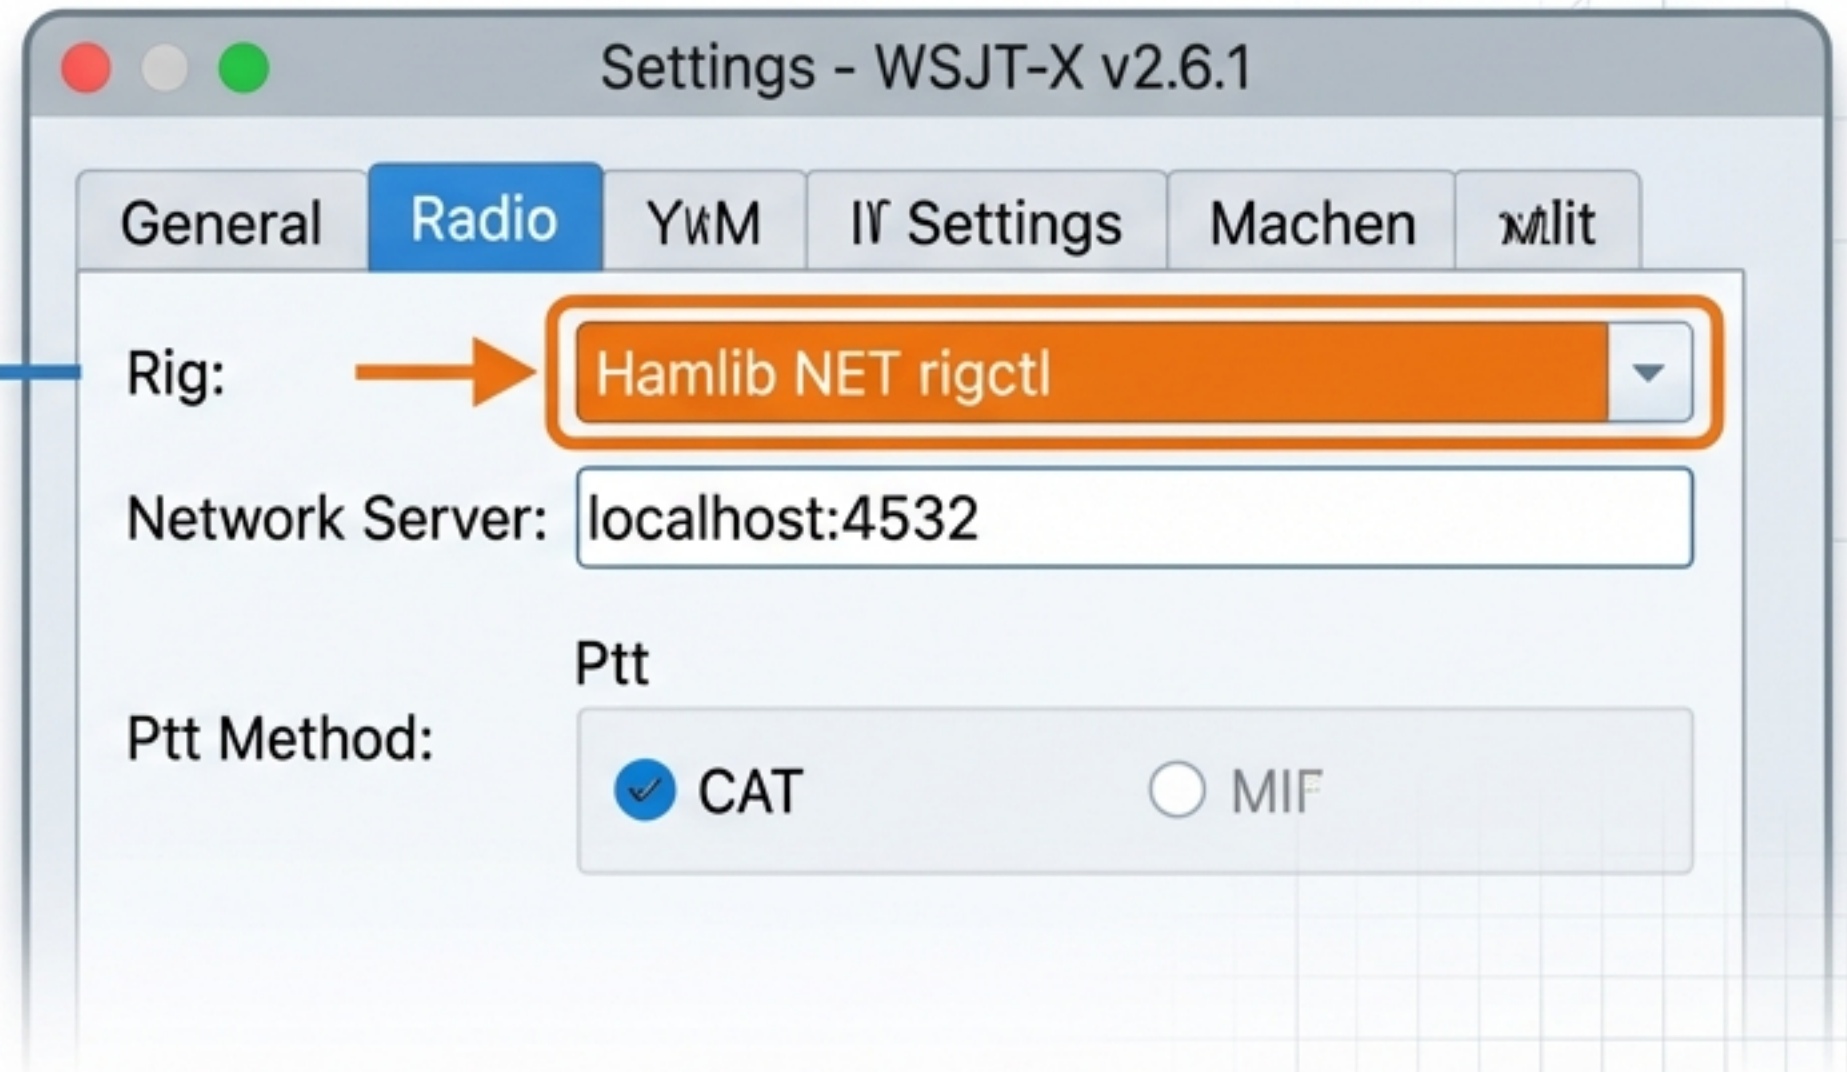 Settings - WSJT-X v2.6.1
General Radio Settings Machen
Rig: Hamlib NET rigctl
Network Server: localhost:4532
Ptt
Ptt Method:
CAT MIF